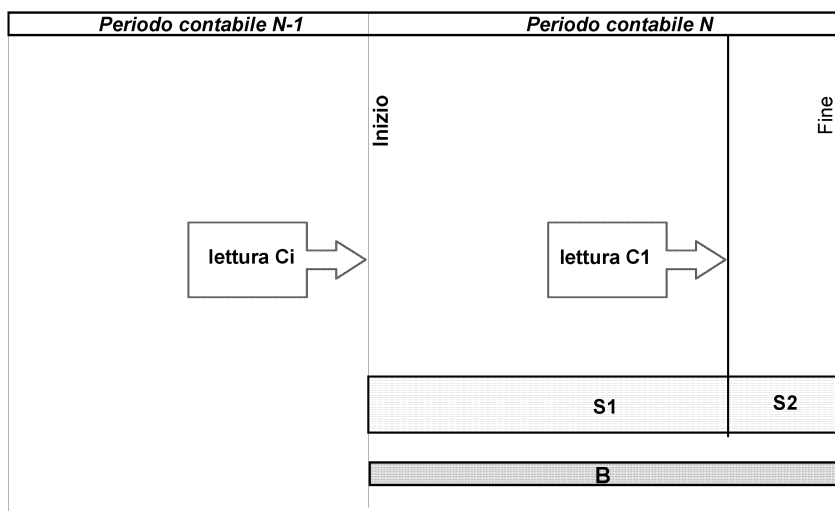 Periodo contabile N-1
Periodo contabile N
Inizio
Fine
lettura Ci
lettura C1
S1
S2
B